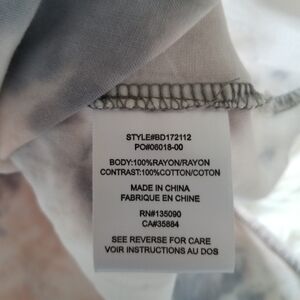 STYLE#BD172112
PO#06018-00
BODY:100%RAYON/RAYON
CONTRAST:100%COTTON/COTON
MADE IN CHINA
FABRIQUE EN CHINE
RN#135090
CA#35884
SEE REVERSE FOR CARE
VOIR INSTRUCTIONS AU DOS